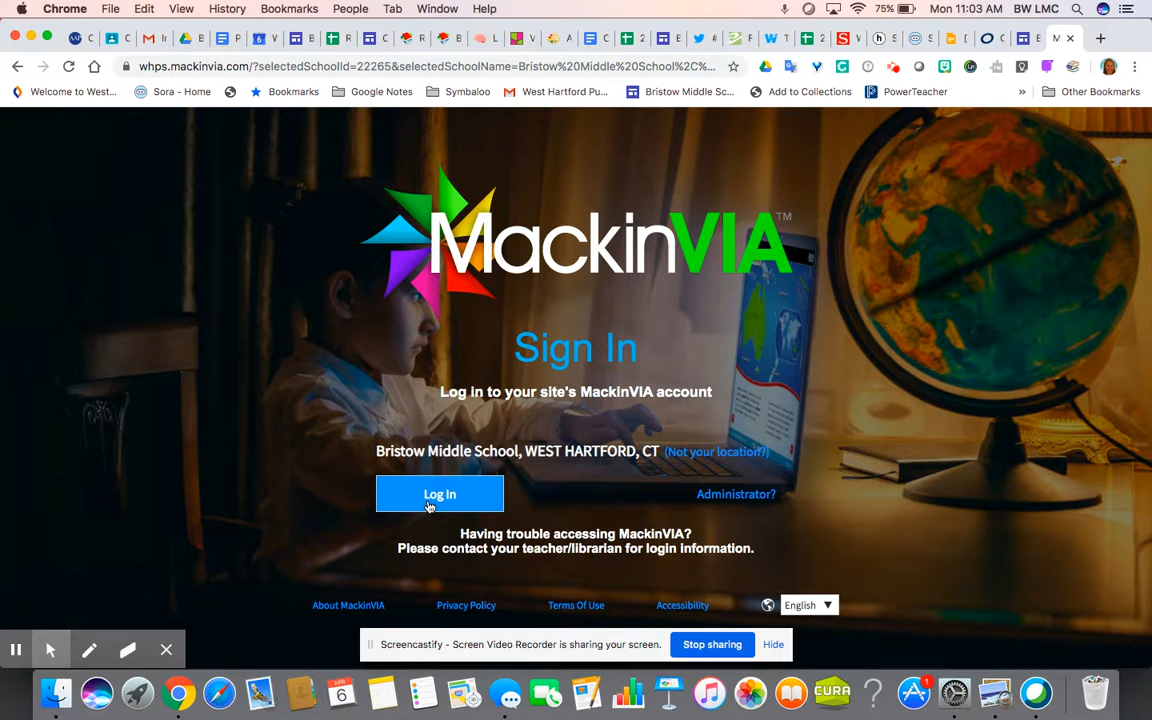 Chrome File Edit View History Bookmarks People Tab Window Help 75% Mon 11:03 AM BW LMC
whps.mackinvia.com/?selectedSchoolId=22265&selectedSchoolName=Bristow%20Middle%20School%2C%...
Welcome to West... Sora - Home Bookmarks Google Notes Symbaloo West Hartford Pu... Bristow Middle Sc... Add to Collections PowerTeacher » Other Bookmarks
MackinVIA™
Sign In
Log in to your site's MackinVIA account
Bristow Middle School, WEST HARTFORD, CT (Not your location?)
Log In Administrator?
Having trouble accessing MackinVIA?
Please contact your teacher/librarian for login information.
About MackinVIA Privacy Policy Terms Of Use Accessibility English ▼
Screencastify - Screen Video Recorder is sharing your screen. Stop sharing Hide
APR
6
CURA
1